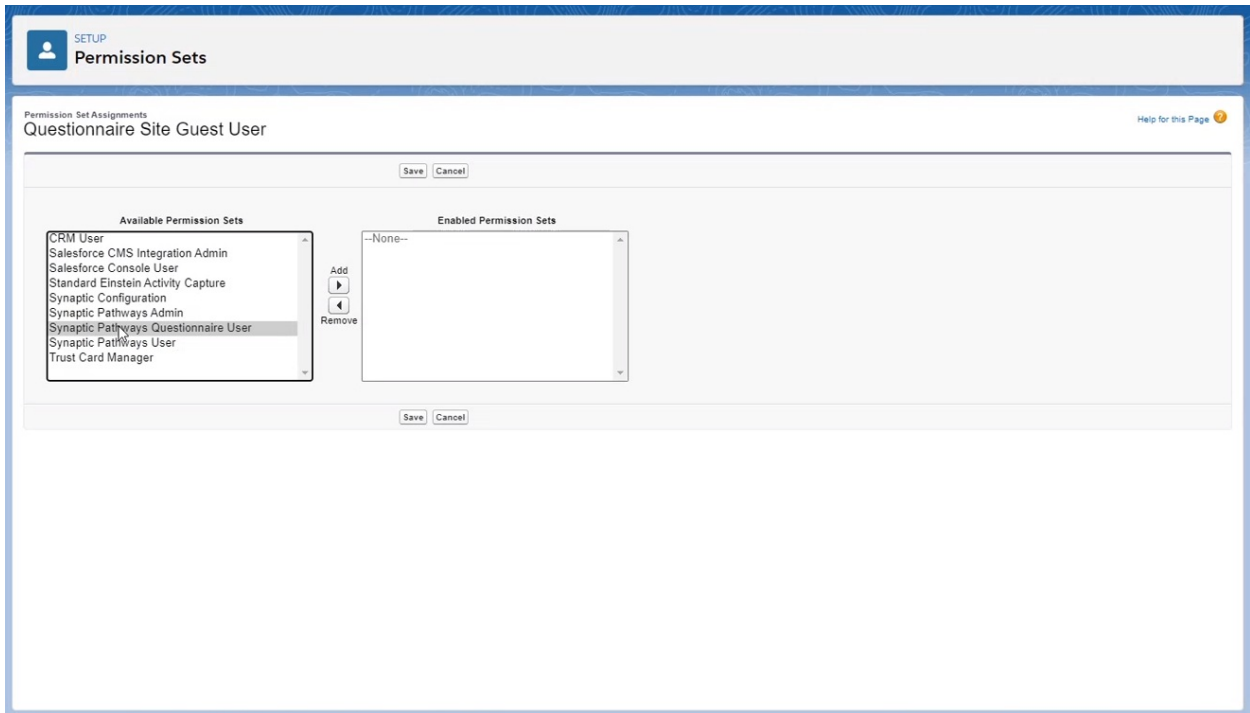 SETUP
Permission Sets
Permission Set Assignments
Questionnaire Site Guest User
Help for this Page ?
Save Cancel
Available Permission Sets
CRM User
Salesforce CMS Integration Admin
Salesforce Console User
Standard Einstein Activity Capture
Synaptic Configuration
Synaptic Pathways Admin
Synaptic Pathways Questionnaire User
Synaptic Pathways User
Trust Card Manager
Add
Remove
Enabled Permission Sets
--None--
Save Cancel